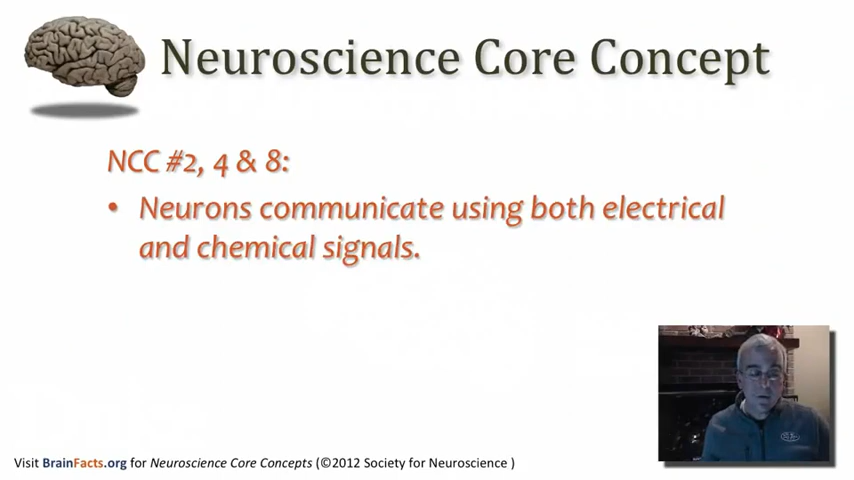 Neuroscience Core Concept
NCC #2, 4 & 8:
• Neurons communicate using both electrical
and chemical signals.
Visit BrainFacts.org for Neuroscience Core Concepts (©2012 Society for Neuroscience )